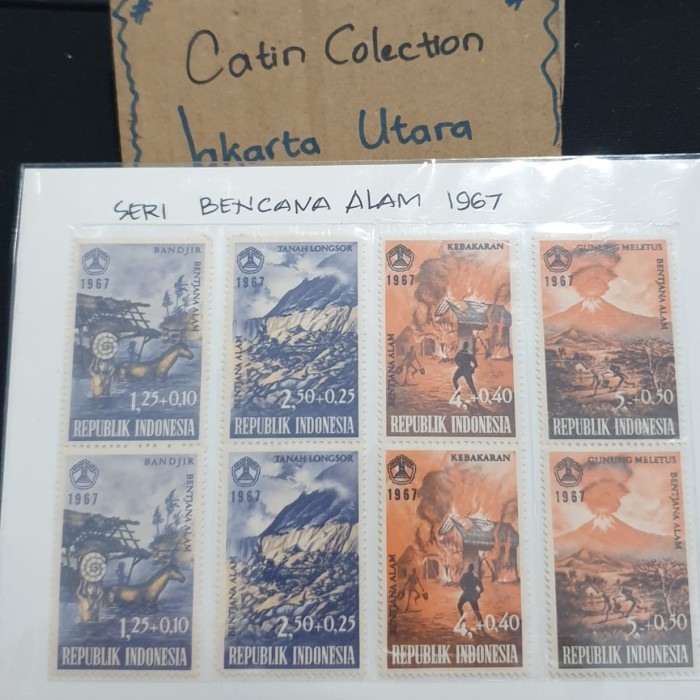 Catin Colection
Jakarta Utara
SERI BENCANA ALAM 1967
BANDJIR
1967
BENTJANA ALAM
1,25+0,10
REPUBLIK INDONESIA
TANAH LONGSOR
1967
BENTJANA ALAM
2,50+0,25
REPUBLIK INDONESIA
KEBAKARAN
1967
BENTJANA ALAM
4,-+0,40
REPUBLIK INDONESIA
GUNUNG MELETUS
1967
BENTJANA ALAM
5,-+0,50
REPUBLIK INDONESIA
BANDJIR
1967
BENTJANA ALAM
1,25+0,10
REPUBLIK INDONESIA
TANAH LONGSOR
1967
BENTJANA ALAM
2,50+0,25
REPUBLIK INDONESIA
KEBAKARAN
1967
BENTJANA ALAM
4,-+0,40
REPUBLIK INDONESIA
GUNUNG MELETUS
1967
BENTJANA ALAM
5,-+0,50
REPUBLIK INDONESIA